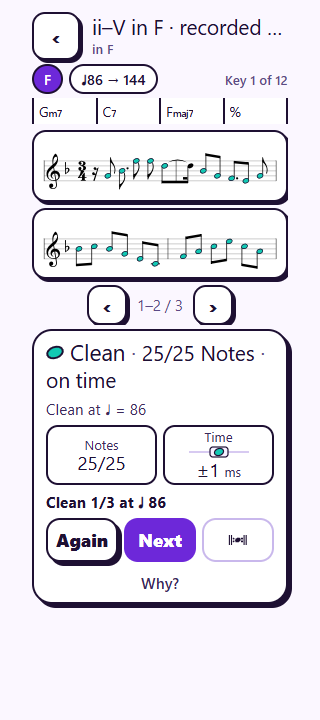 ‹
ii–V in F · recorded ...
in F
F
♩86 → 144
Key 1 of 12
Gm7
C7
Fmaj7
%
3
4
‹
1–2 / 3
›
Clean · 25/25 Notes ·
on time
Clean at ♩ = 86
Notes
25/25
Time
±1 ms
Clean 1/3 at ♩ 86
Again
Next
Why?